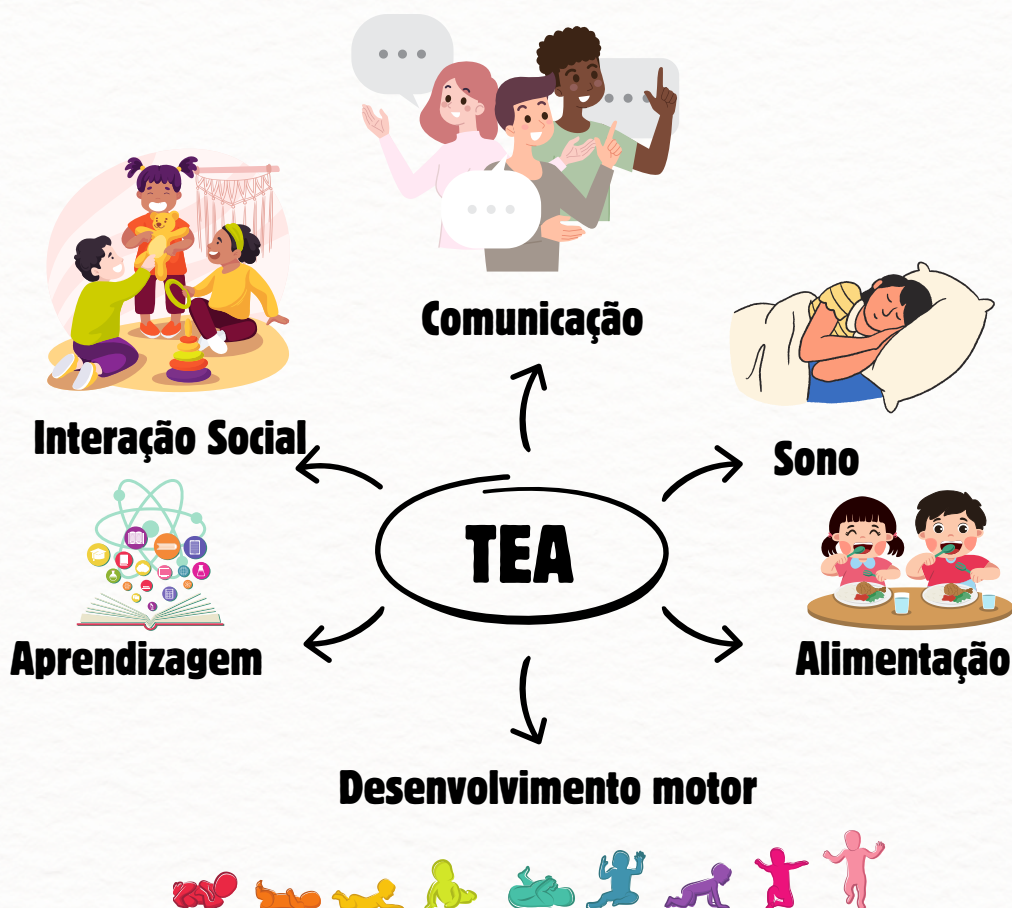 Comunicação
Interação Social
Sono
TEA
Aprendizagem
Alimentação
Desenvolvimento motor